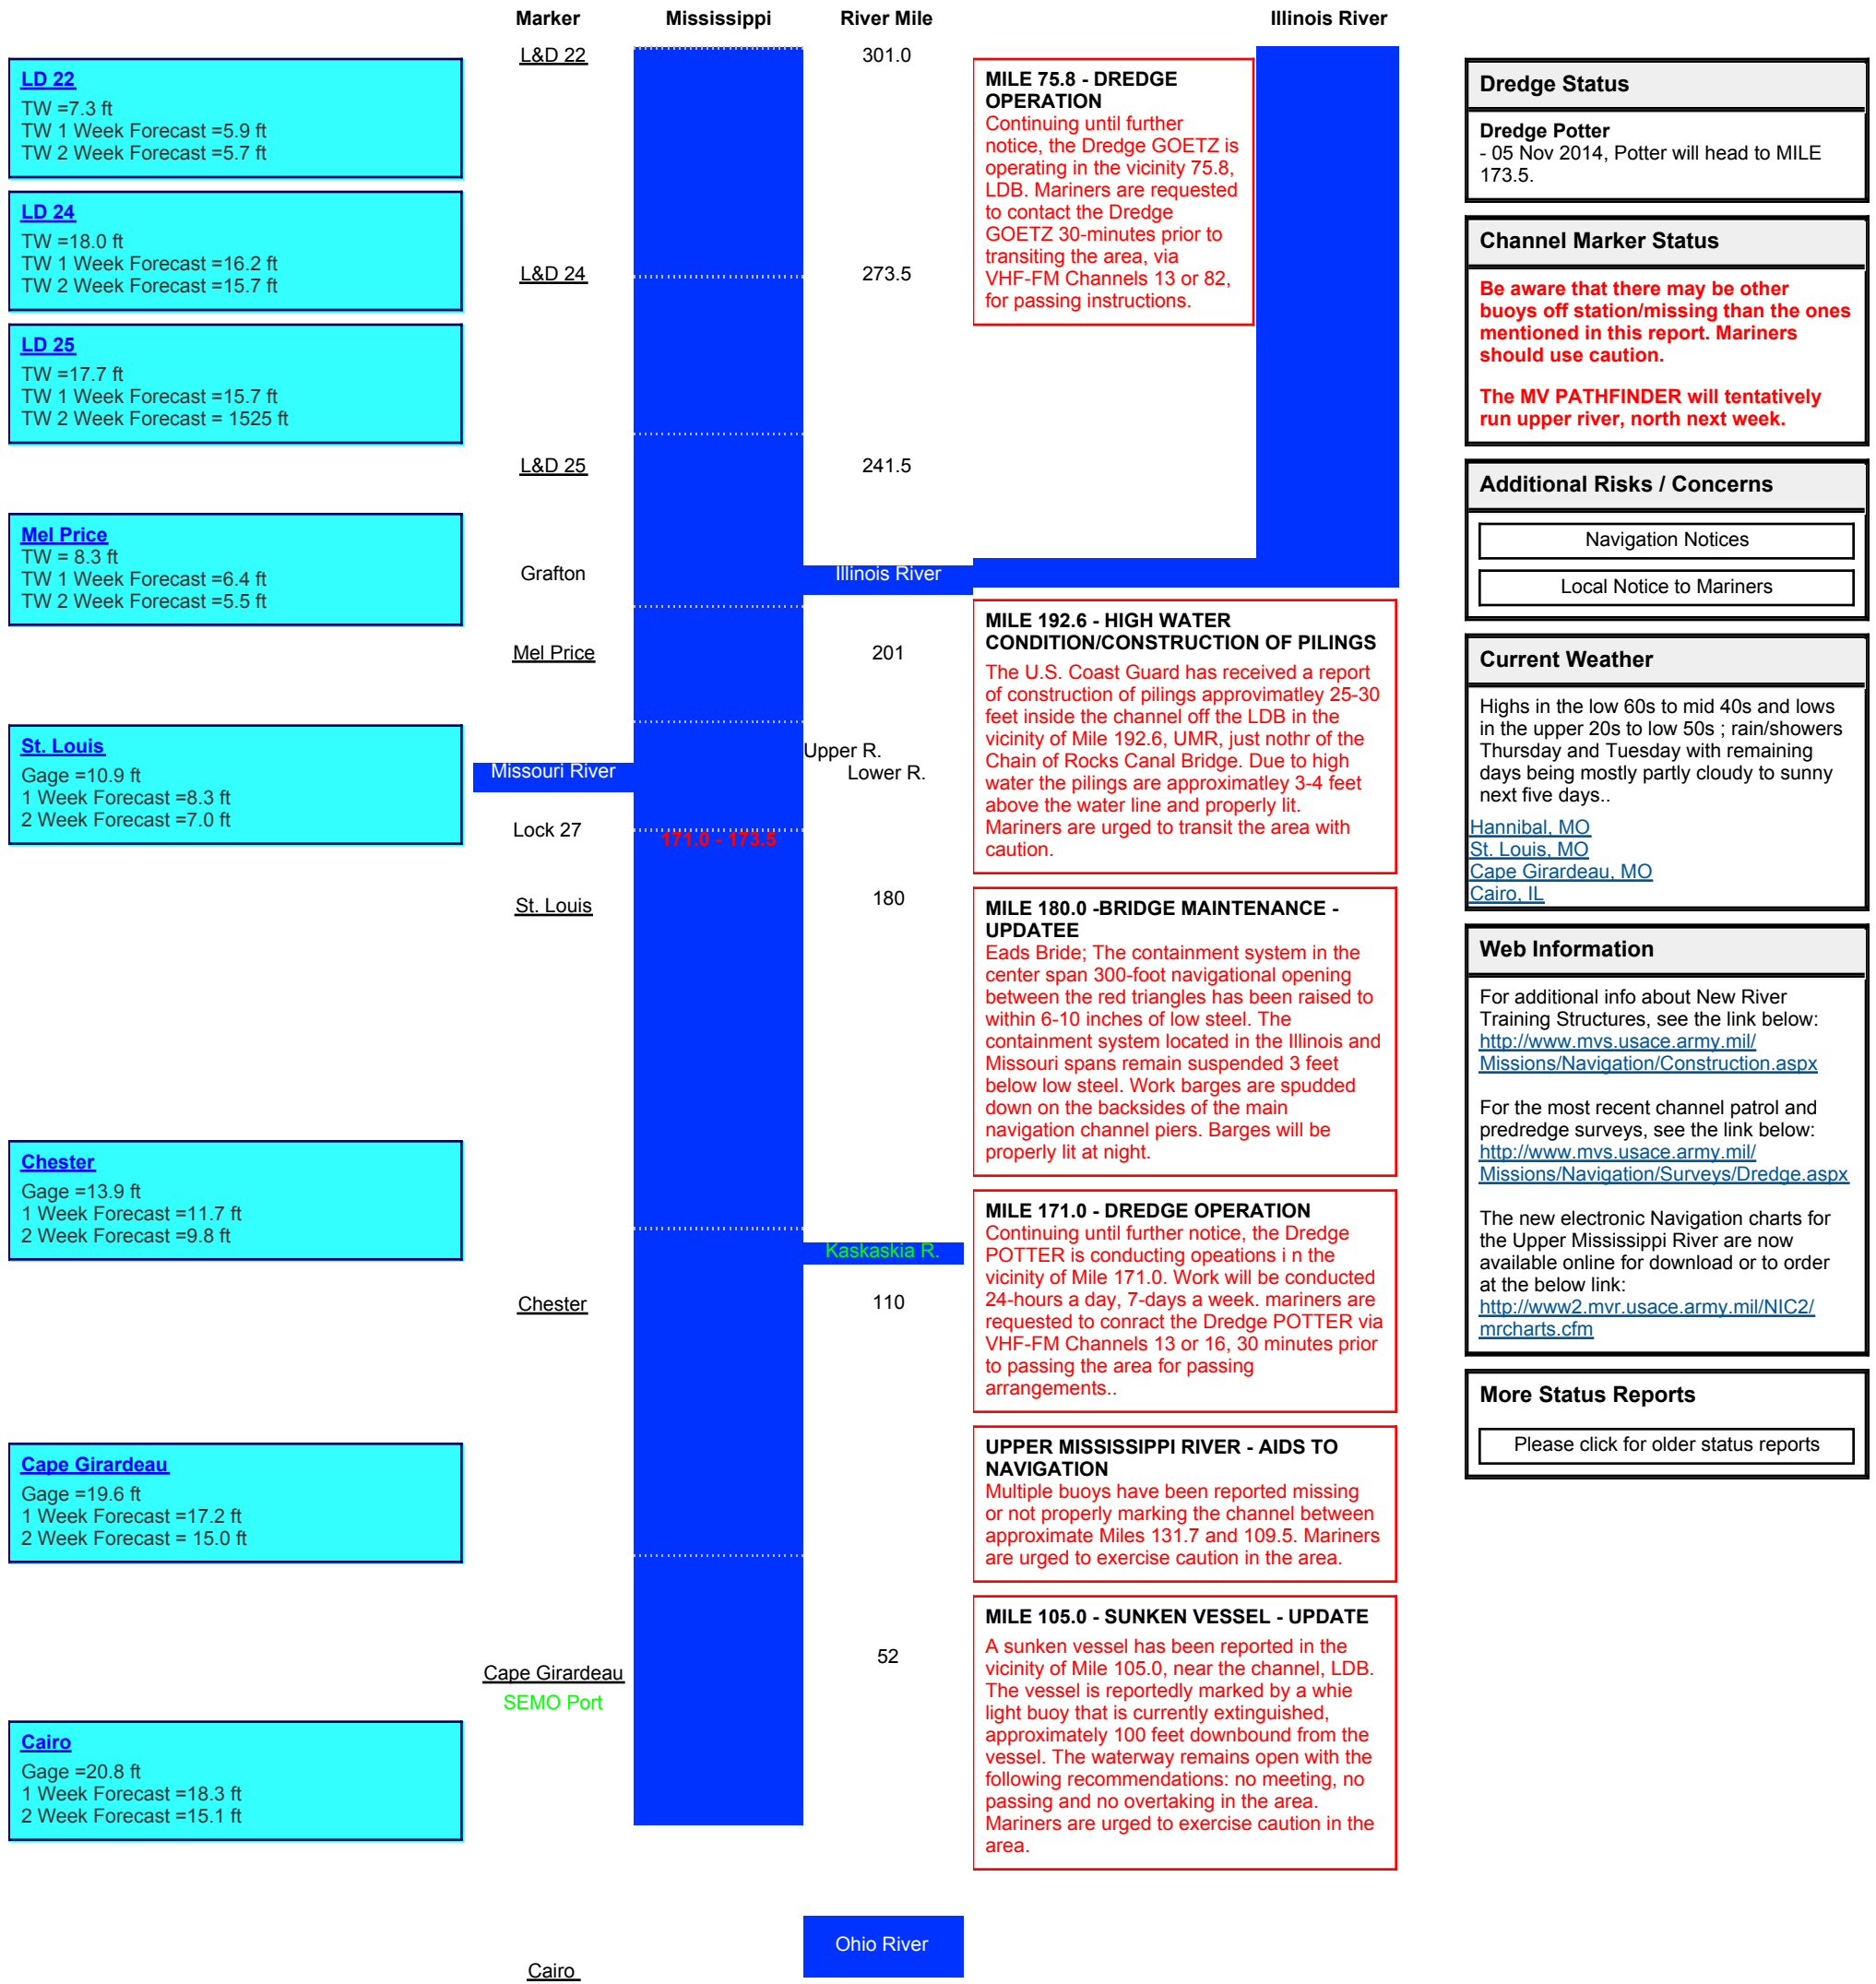 Marker Mississippi River Mile Illinois River
L&D 22 301.0
LD 22
TW =7.3 ft
TW 1 Week Forecast =5.9 ft
TW 2 Week Forecast =5.7 ft
LD 24
TW =18.0 ft
TW 1 Week Forecast =16.2 ft
TW 2 Week Forecast =15.7 ft
L&D 24 273.5
LD 25
TW =17.7 ft
TW 1 Week Forecast =15.7 ft
TW 2 Week Forecast = 1525 ft
L&D 25 241.5
Mel Price
TW = 8.3 ft
TW 1 Week Forecast =6.4 ft
TW 2 Week Forecast =5.5 ft
Grafton Illinois River
Mel Price 201
St. Louis
Gage =10.9 ft
1 Week Forecast =8.3 ft
2 Week Forecast =7.0 ft
Upper R.
Missouri River Lower R.
Lock 27 171.0 - 173.5
St. Louis 180
Chester
Gage =13.9 ft
1 Week Forecast =11.7 ft
2 Week Forecast =9.8 ft
Kaskaskia R.
Chester 110
Cape Girardeau
Gage =19.6 ft
1 Week Forecast =17.2 ft
2 Week Forecast = 15.0 ft
52
Cape Girardeau
SEMO Port
Cairo
Gage =20.8 ft
1 Week Forecast =18.3 ft
2 Week Forecast =15.1 ft
Ohio River
Cairo
MILE 75.8 - DREDGE
OPERATION
Continuing until further
notice, the Dredge GOETZ is
operating in the vicinity 75.8,
LDB. Mariners are requested
to contact the Dredge
GOETZ 30-minutes prior to
transiting the area, via
VHF-FM Channels 13 or 82,
for passing instructions.
MILE 192.6 - HIGH WATER
CONDITION/CONSTRUCTION OF PILINGS
The U.S. Coast Guard has received a report
of construction of pilings approvimatley 25-30
feet inside the channel off the LDB in the
vicinity of Mile 192.6, UMR, just nothr of the
Chain of Rocks Canal Bridge. Due to high
water the pilings are approximatley 3-4 feet
above the water line and properly lit.
Mariners are urged to transit the area with
caution.
MILE 180.0 -BRIDGE MAINTENANCE -
UPDATEE
Eads Bride; The containment system in the
center span 300-foot navigational opening
between the red triangles has been raised to
within 6-10 inches of low steel. The
containment system located in the Illinois and
Missouri spans remain suspended 3 feet
below low steel. Work barges are spudded
down on the backsides of the main
navigation channel piers. Barges will be
properly lit at night.
MILE 171.0 - DREDGE OPERATION
Continuing until further notice, the Dredge
POTTER is conducting opeations i n the
vicinity of Mile 171.0. Work will be conducted
24-hours a day, 7-days a week. mariners are
requested to conract the Dredge POTTER via
VHF-FM Channels 13 or 16, 30 minutes prior
to passing the area for passing
arrangements..
UPPER MISSISSIPPI RIVER - AIDS TO
NAVIGATION
Multiple buoys have been reported missing
or not properly marking the channel between
approximate Miles 131.7 and 109.5. Mariners
are urged to exercise caution in the area.
MILE 105.0 - SUNKEN VESSEL - UPDATE
A sunken vessel has been reported in the
vicinity of Mile 105.0, near the channel, LDB.
The vessel is reportedly marked by a whie
light buoy that is currently extinguished,
approximately 100 feet downbound from the
vessel. The waterway remains open with the
following recommendations: no meeting, no
passing and no overtaking in the area.
Mariners are urged to exercise caution in the
area.
Dredge Status
Dredge Potter
- 05 Nov 2014, Potter will head to MILE
173.5.
Channel Marker Status
Be aware that there may be other
buoys off station/missing than the ones
mentioned in this report. Mariners
should use caution.
The MV PATHFINDER will tentatively
run upper river, north next week.
Additional Risks / Concerns
Navigation Notices
Local Notice to Mariners
Current Weather
Highs in the low 60s to mid 40s and lows
in the upper 20s to low 50s ; rain/showers
Thursday and Tuesday with remaining
days being mostly partly cloudy to sunny
next five days..
Hannibal, MO
St. Louis, MO
Cape Girardeau, MO
Cairo, IL
Web Information
For additional info about New River
Training Structures, see the link below:
http://www.mvs.usace.army.mil/
Missions/Navigation/Construction.aspx
For the most recent channel patrol and
predredge surveys, see the link below:
http://www.mvs.usace.army.mil/
Missions/Navigation/Surveys/Dredge.aspx
The new electronic Navigation charts for
the Upper Mississippi River are now
available online for download or to order
at the below link:
http://www2.mvr.usace.army.mil/NIC2/
mrcharts.cfm
More Status Reports
Please click for older status reports